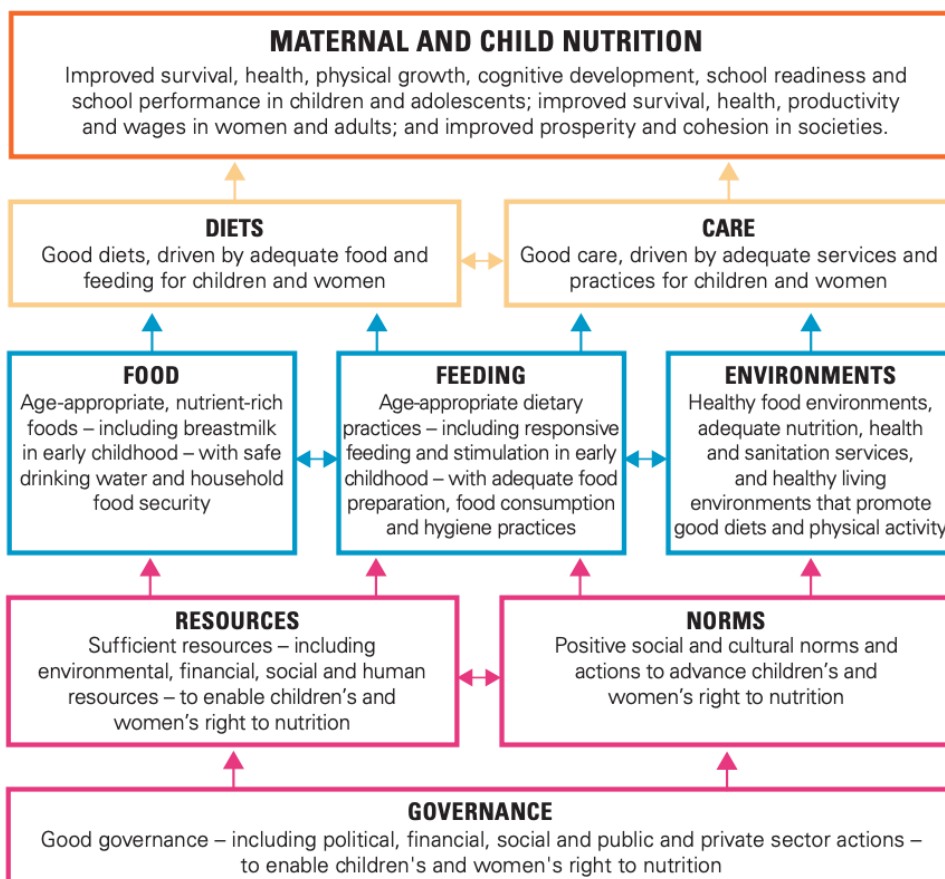 MATERNAL AND CHILD NUTRITION
Improved survival, health, physical growth, cognitive development, school readiness and
school performance in children and adolescents; improved survival, health, productivity
and wages in women and adults; and improved prosperity and cohesion in societies.
DIETS
Good diets, driven by adequate food and
feeding for children and women
CARE
Good care, driven by adequate services and
practices for children and women
FOOD
Age-appropriate, nutrient-rich
foods – including breastmilk
in early childhood – with safe
drinking water and household
food security
FEEDING
Age-appropriate dietary
practices – including responsive
feeding and stimulation in early
childhood – with adequate food
preparation, food consumption
and hygiene practices
ENVIRONMENTS
Healthy food environments,
adequate nutrition, health
and sanitation services,
and healthy living
environments that promote
good diets and physical activity
RESOURCES
Sufficient resources – including
environmental, financial, social and human
resources – to enable children’s and
women’s right to nutrition
NORMS
Positive social and cultural norms and
actions to advance children’s and
women’s right to nutrition
GOVERNANCE
Good governance – including political, financial, social and public and private sector actions –
to enable children's and women's right to nutrition